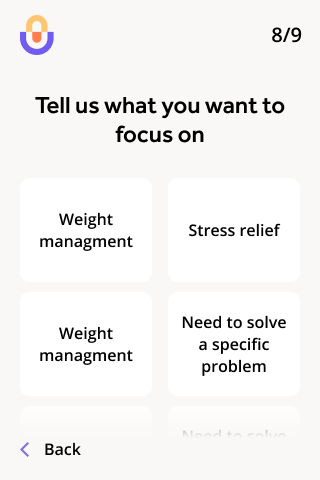 8/9
Tell us what you want to
focus on
Weight
managment
Stress relief
Weight
managment
Need to solve
a specific
problem
Need to solve
Back